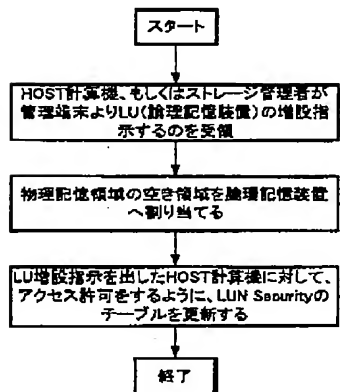 スタート
HOST計算機、もしくはストレージ管理者が
管理端末よりLU(論理記憶装置)の増設指
示するのを受領
物理記憶領域の空き領域を論理記憶装置
へ割り当てる
LU増設指示を出したHOST計算機に対して、
アクセス許可をするように、LUN Securityの
テーブルを更新する
終了